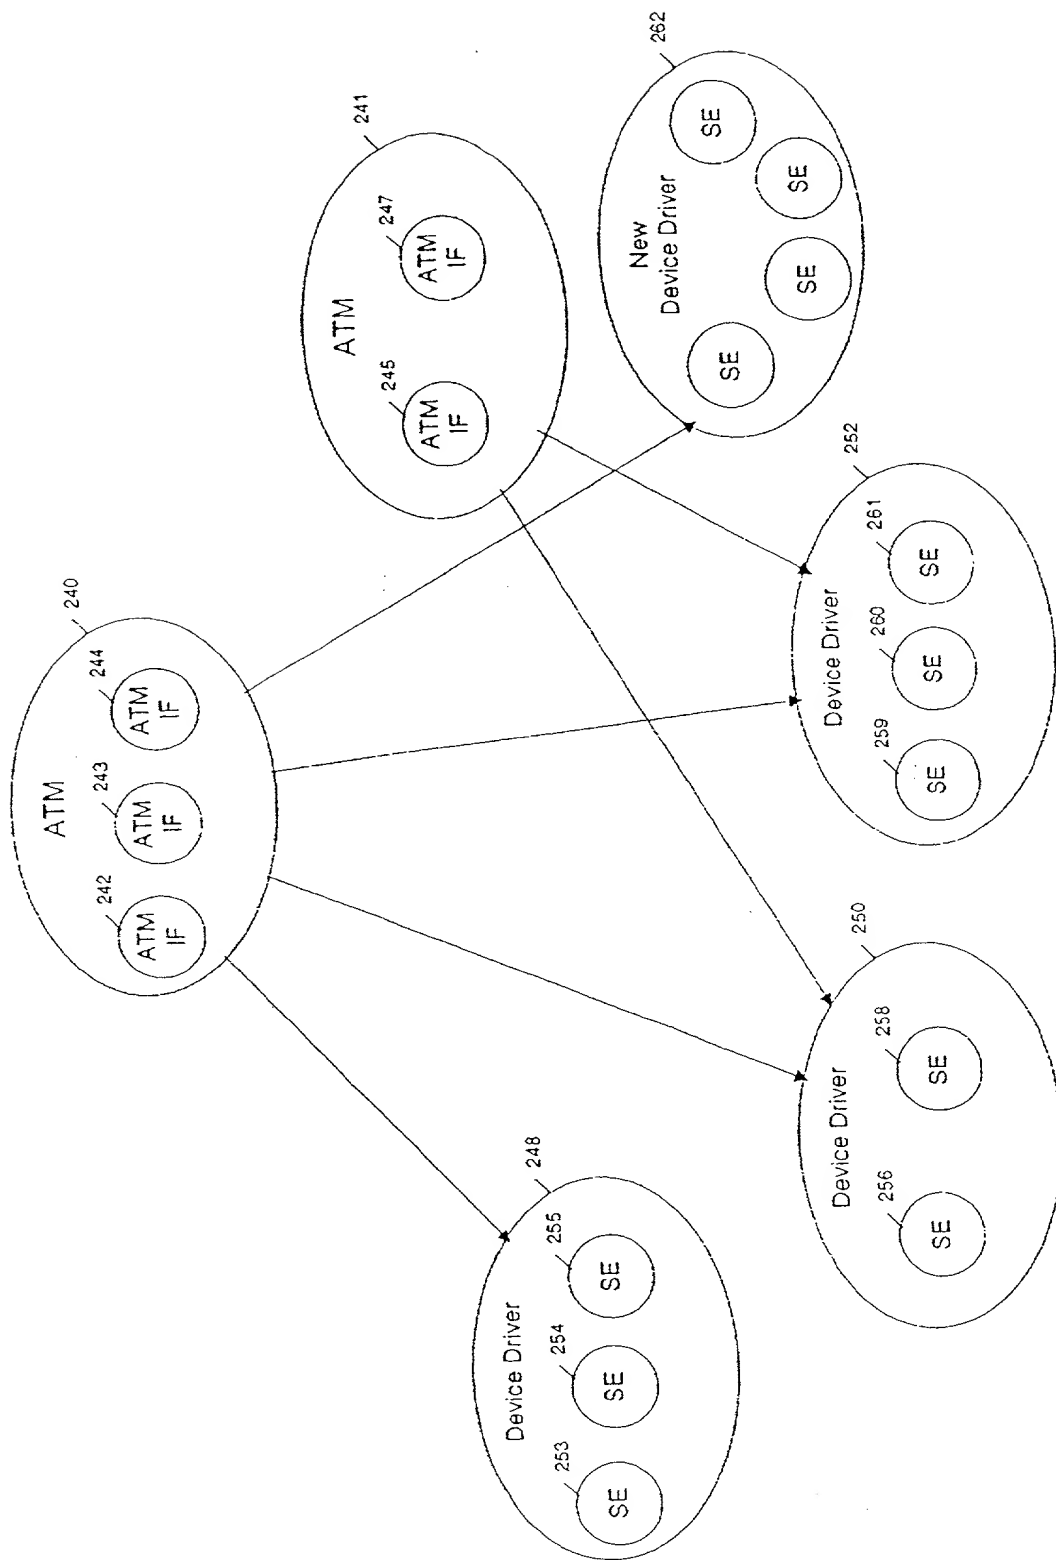 240
ATM
242
ATM
IF
243
ATM
IF
244
ATM
IF
241
ATM
245
ATM
IF
247
ATM
IF
248
Device Driver
253
SE
254
SE
255
SE
250
Device Driver
256
SE
258
SE
252
Device Driver
259
SE
260
SE
261
SE
262
New
Device Driver
SE
SE
SE
SE